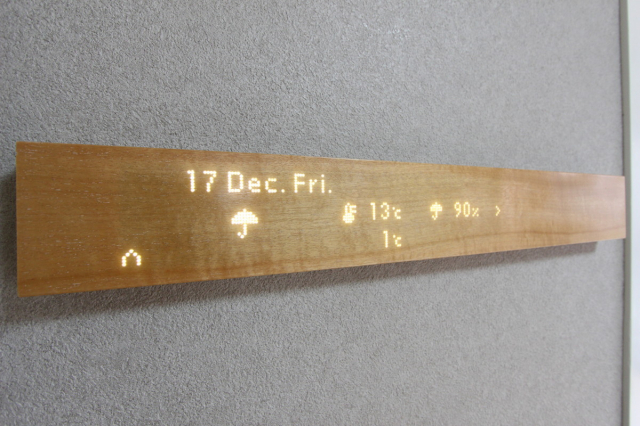 17 Dec. Fri.
13℃ 90% >
1℃